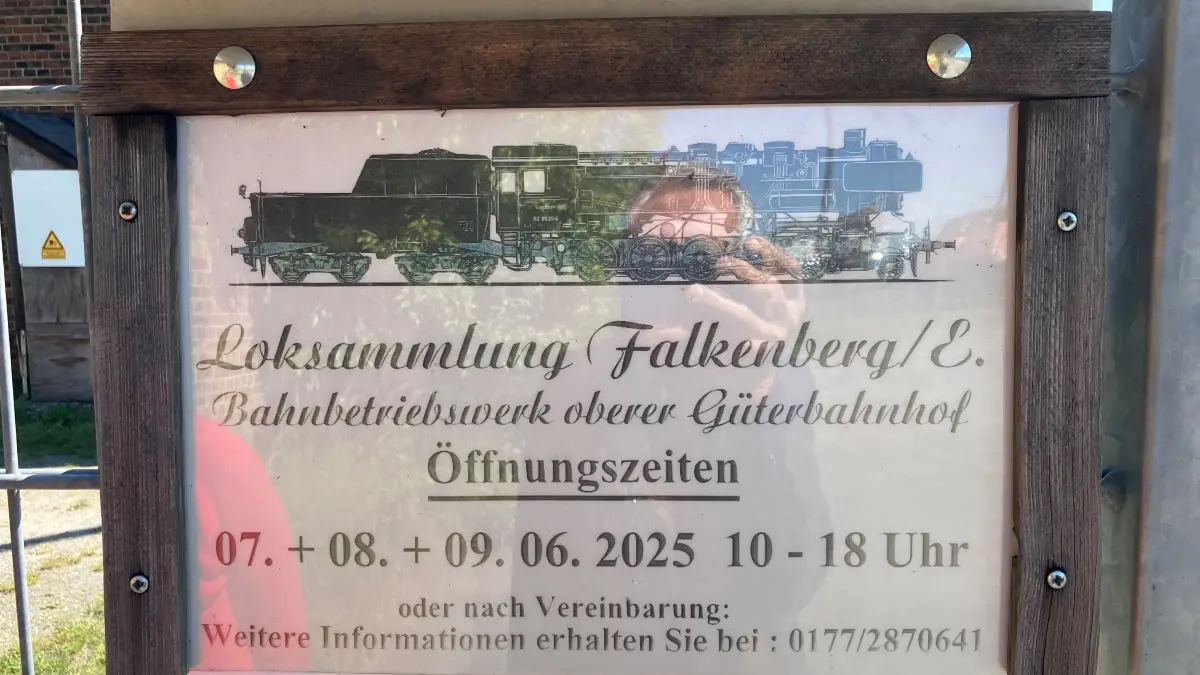 Loksammlung Falkenberg/E.
Bahnbetriebswerk oberer Güterbahnhof
Öffnungszeiten
07. + 08. + 09. 06. 2025 10 - 18 Uhr
oder nach Vereinbarung:
Weitere Informationen erhalten Sie bei : 0177/2870641